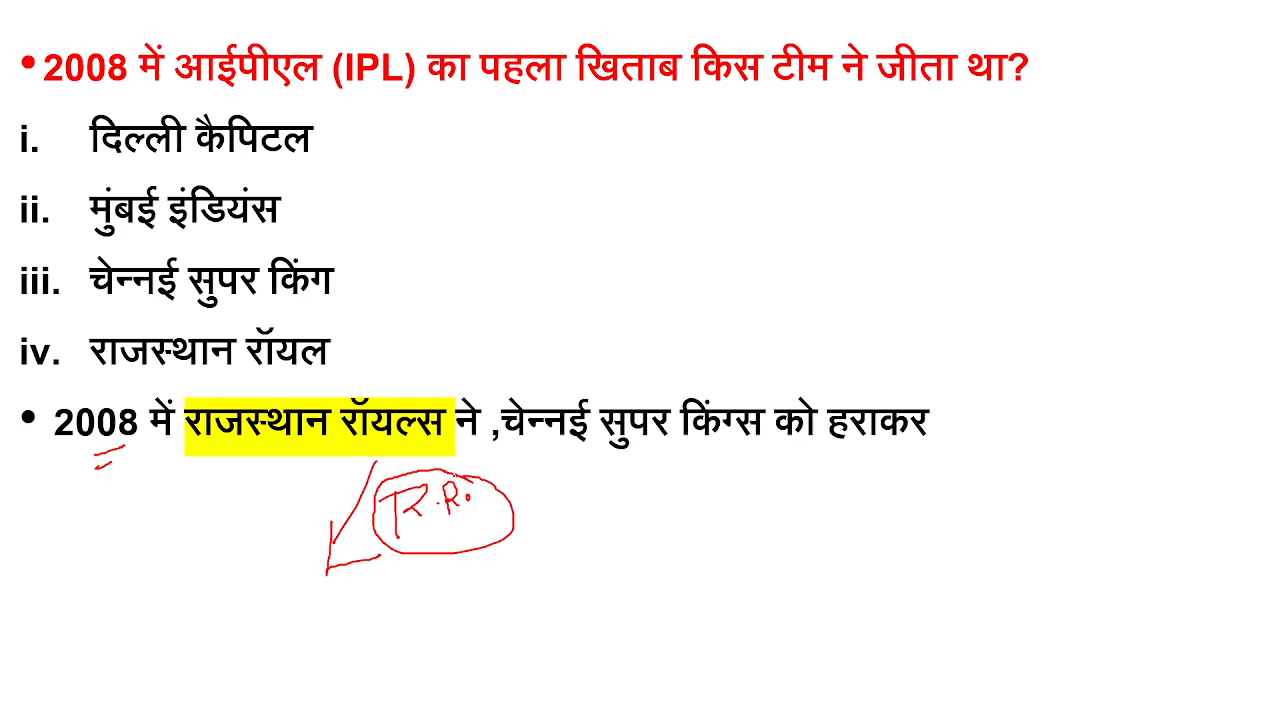 • 2008 में आईपीएल (IPL) का पहला खिताब किस टीम ने जीता था?
i. दिल्ली कैपिटल
ii. मुंबई इंडियंस
iii. चेन्नई सुपर किंग
iv. राजस्थान रॉयल
• 2008 में राजस्थान रॉयल्स ने ,चेन्नई सुपर किंग्स को हराकर
R.R.